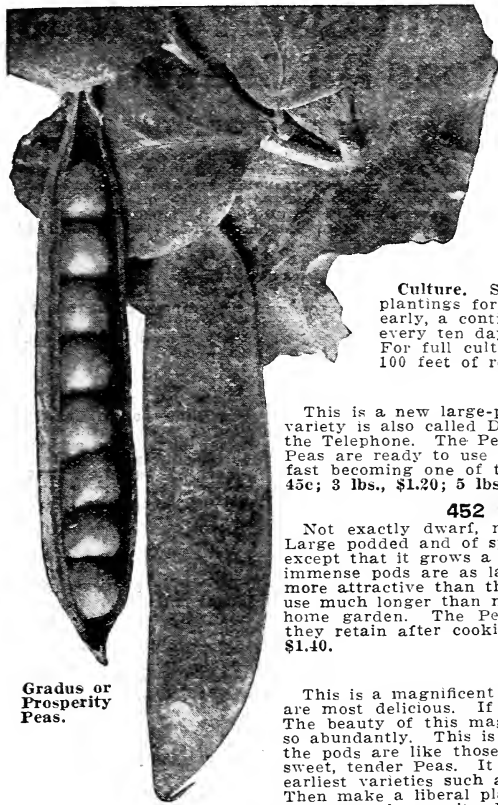 Culture. S
plantings for
early, a cont
every ten day
For full cult
100 feet of r
This is a new large-p
variety is also called D
the Telephone. The Pe
Peas are ready to use
fast becoming one of t
45c; 3 lbs., $1.20; 5 lbs
452
Not exactly dwarf, n
Large podded and of s
except that it grows a
immense pods are as la
more attractive than th
use much longer than n
home garden. The Pe
they retain after cooki
$1.40.
Gradus or
Prosperity
Peas.
This is a magnificent
are most delicious. If
The beauty of this mag
so abundantly. This is
the pods are like those
sweet, tender Peas. It
earliest varieties such a
Then make a liberal pla